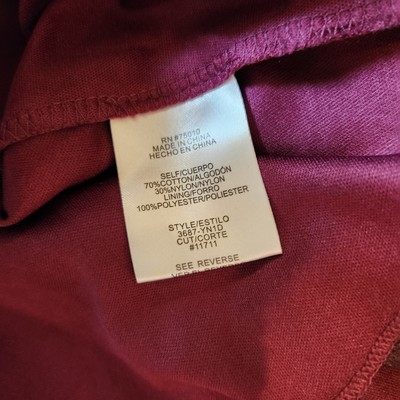 RN #75010
MADE IN CHINA
HECHO EN CHINA
SELF/CUERPO
70%COTTON/ALGODÓN
30%NYLON/NYLON
LINING/FORRO
100%POLYESTER/POLIESTER
STYLE/ESTILO
3687-YN1D
CUT/CORTE
#11711
SEE REVERSE